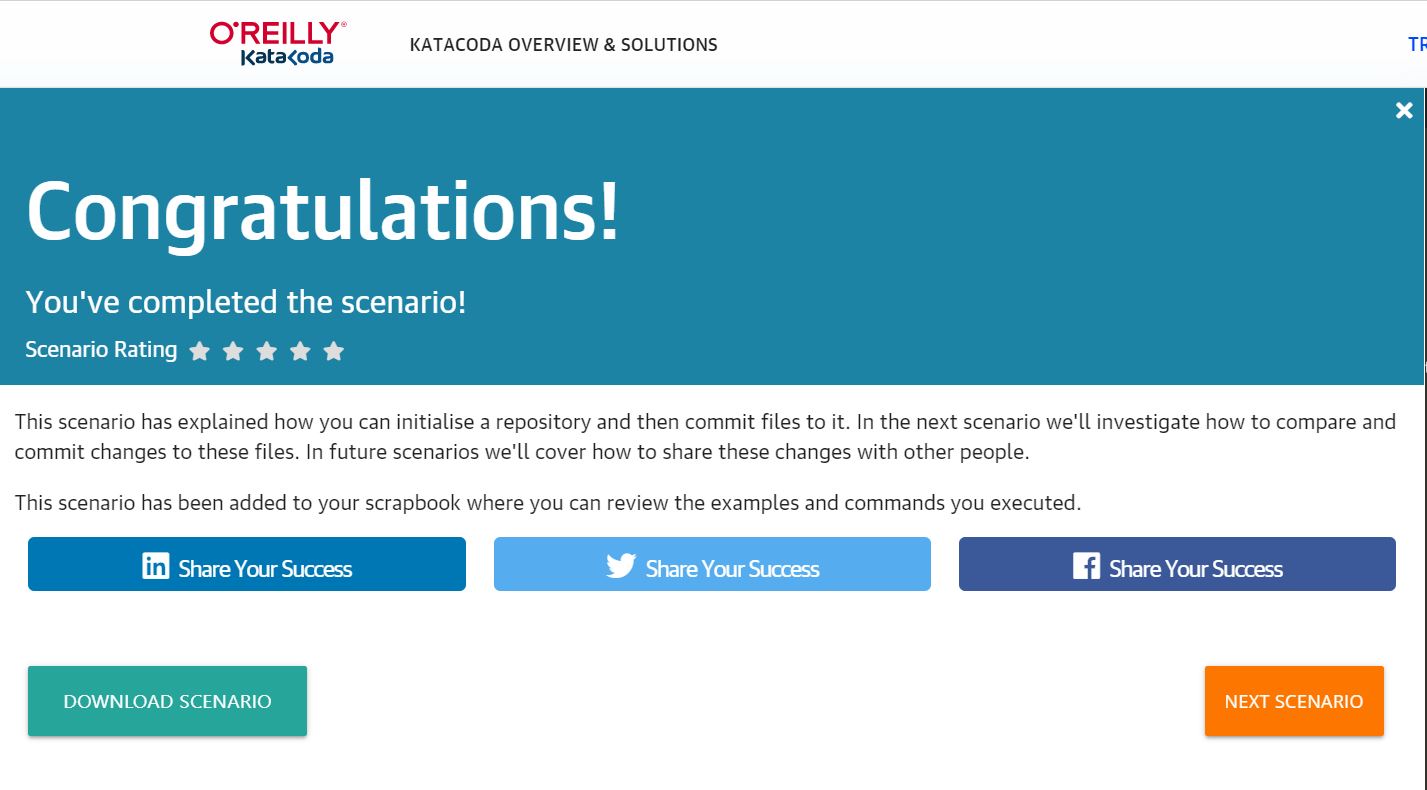 O'REILLY®
KataKoda
KATACODA OVERVIEW & SOLUTIONS
Congratulations!
You've completed the scenario!
Scenario Rating
This scenario has explained how you can initialise a repository and then commit files to it. In the next scenario we'll investigate how to compare and
commit changes to these files. In future scenarios we'll cover how to share these changes with other people.
This scenario has been added to your scrapbook where you can review the examples and commands you executed.
in Share Your Success
Share Your Success
f Share Your Success
DOWNLOAD SCENARIO
NEXT SCENARIO